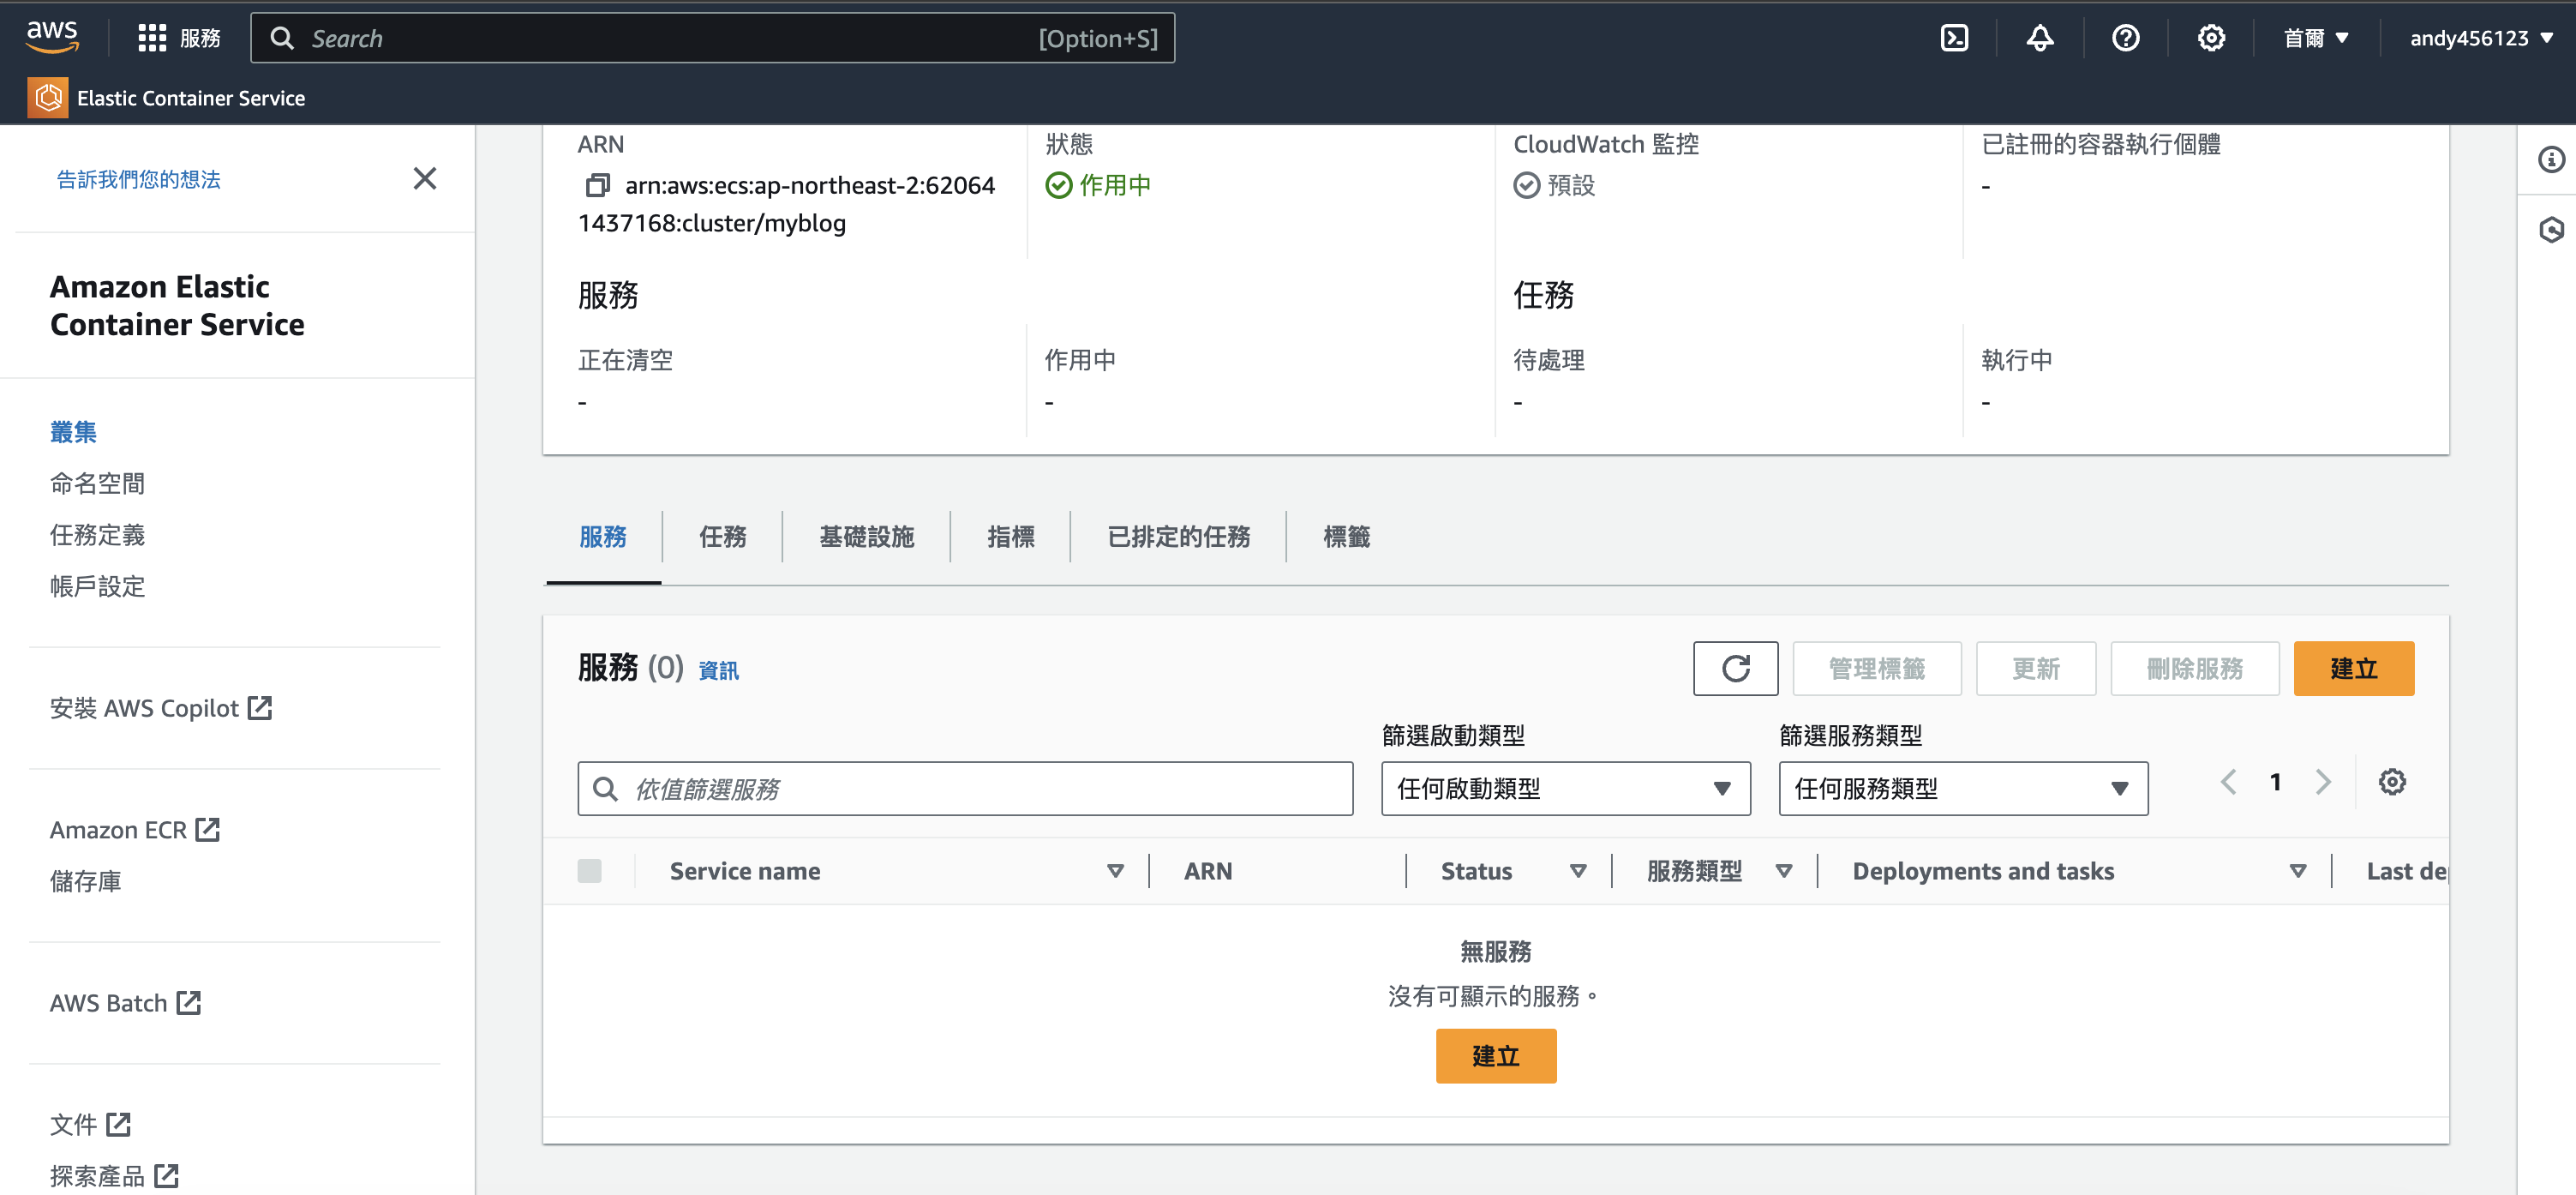 aws
服務
Search
[Option+S]
首爾
andy456123
Elastic Container Service
告訴我們您的想法
Amazon Elastic
Container Service
叢集
命名空間
任務定義
帳戶設定
安裝 AWS Copilot
Amazon ECR
儲存庫
AWS Batch
文件
探索產品
ARN
arn:aws:ecs:ap-northeast-2:62064
1437168:cluster/myblog
狀態
作用中
CloudWatch 監控
預設
已註冊的容器執行個體
-
服務
任務
正在清空
-
作用中
-
待處理
-
執行中
-
服務
任務
基礎設施
指標
已排定的任務
標籤
服務 (0) 資訊
管理標籤
更新
刪除服務
建立
依值篩選服務
篩選啟動類型
任何啟動類型
篩選服務類型
任何服務類型
1
Service name
ARN
Status
服務類型
Deployments and tasks
Last de
無服務
沒有可顯示的服務。
建立